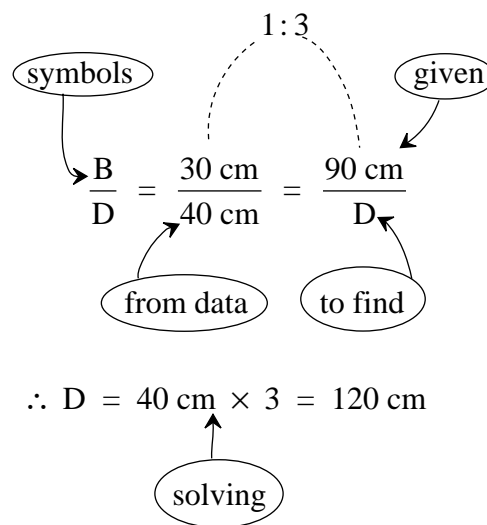 1 : 3
symbols
given
B/D = 30 cm/40 cm = 90 cm/D
from data
to find
∴ D = 40 cm × 3 = 120 cm
solving